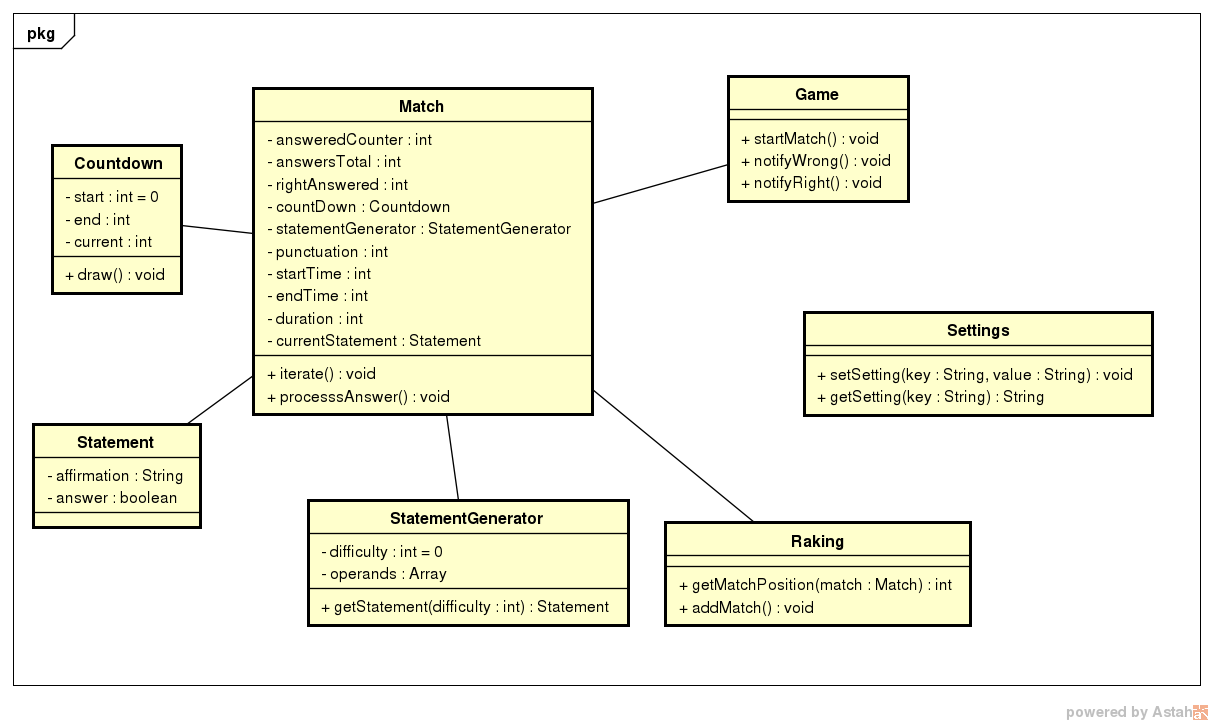 pkg
Match
- answeredCounter : int
- answersTotal : int
- rightAnswered : int
- countDown : Countdown
- statementGenerator : StatementGenerator
- punctuation : int
- startTime : int
- endTime : int
- duration : int
- currentStatement : Statement
+ iterate() : void
+ processsAnswer() : void
Game
+ startMatch() : void
+ notifyWrong() : void
+ notifyRight() : void
Countdown
- start : int = 0
- end : int
- current : int
+ draw() : void
Settings
+ setSetting(key : String, value : String) : void
+ getSetting(key : String) : String
Statement
- affirmation : String
- answer : boolean
StatementGenerator
- difficulty : int = 0
- operands : Array
+ getStatement(difficulty : int) : Statement
Raking
+ getMatchPosition(match : Match) : int
+ addMatch() : void
powered by Astah